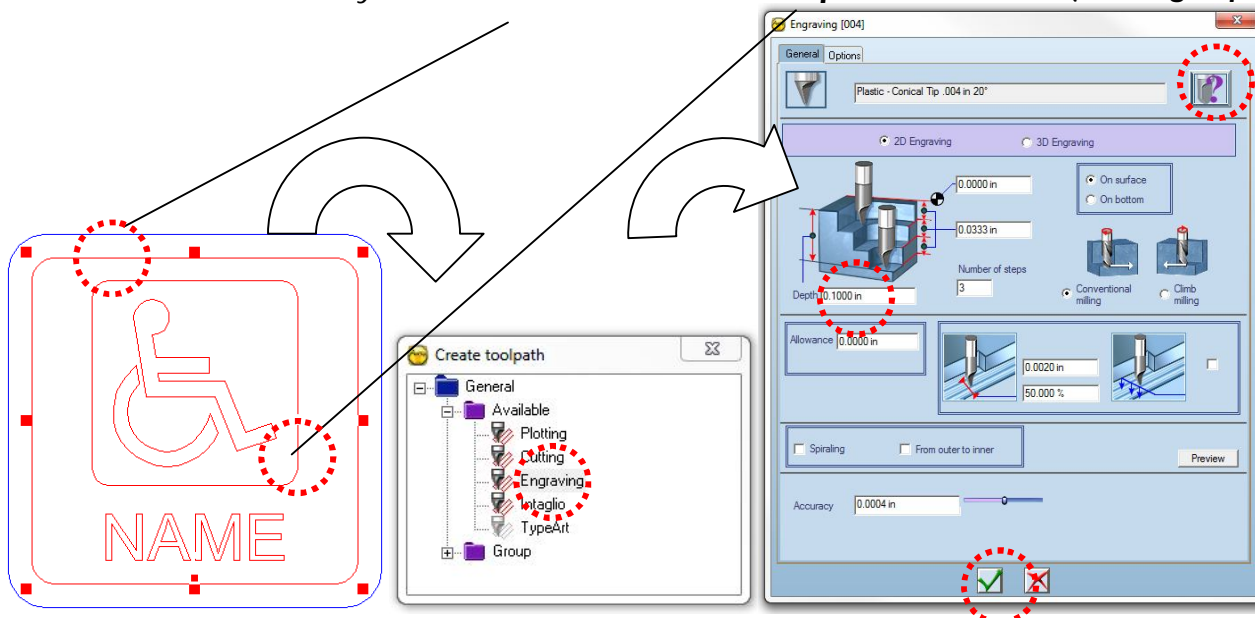 Engraving [004]
General Options
Plastic - Conical Tip .004 in 20°
2D Engraving 3D Engraving
0.0000 in
On surface
On bottom
0.0333 in
Number of steps
3
Depth 0.1000 in
Conventional milling
Climb milling
Allowance 0.0000 in
0.0020 in
50.000 %
Spiraling From outer to inner
Preview
Accuracy 0.0004 in
Create toolpath
General
Available
Plotting
Cutting
Engraving
Intaglio
TypeArt
Group
NAME